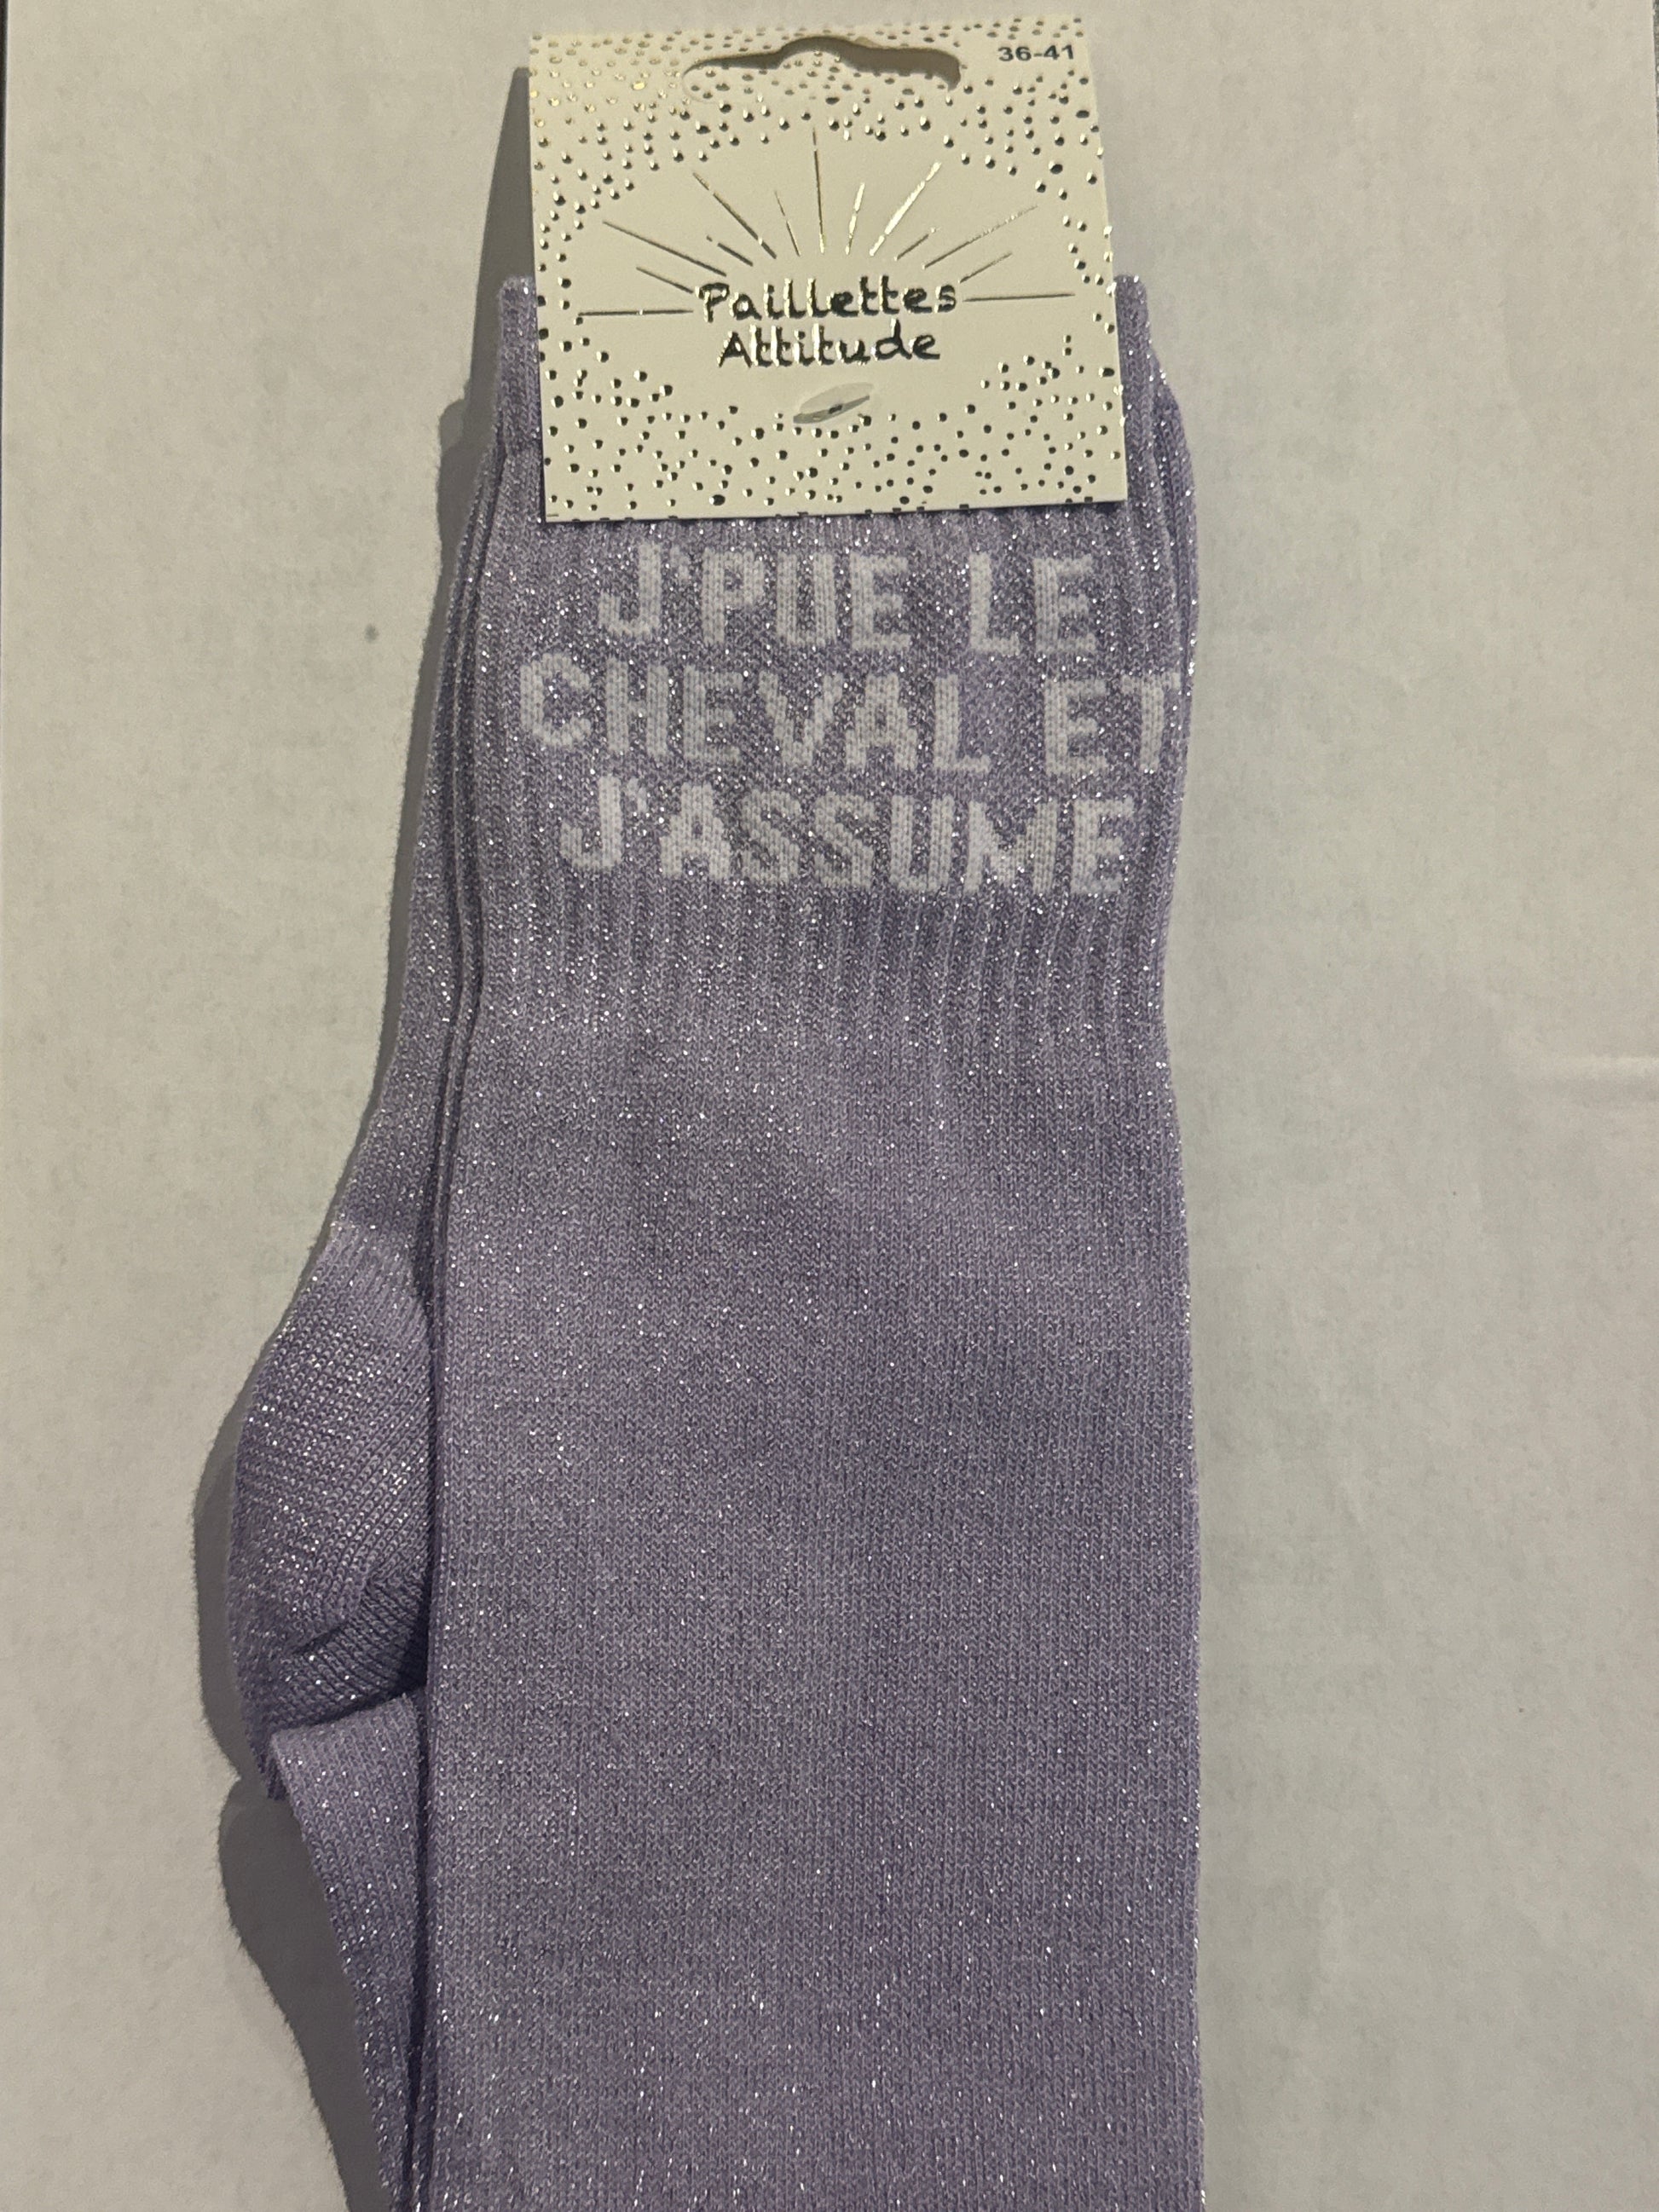 36-41
Paillettes
Attitude
J'PUE LE
CHEVAL ET
J'ASSUME